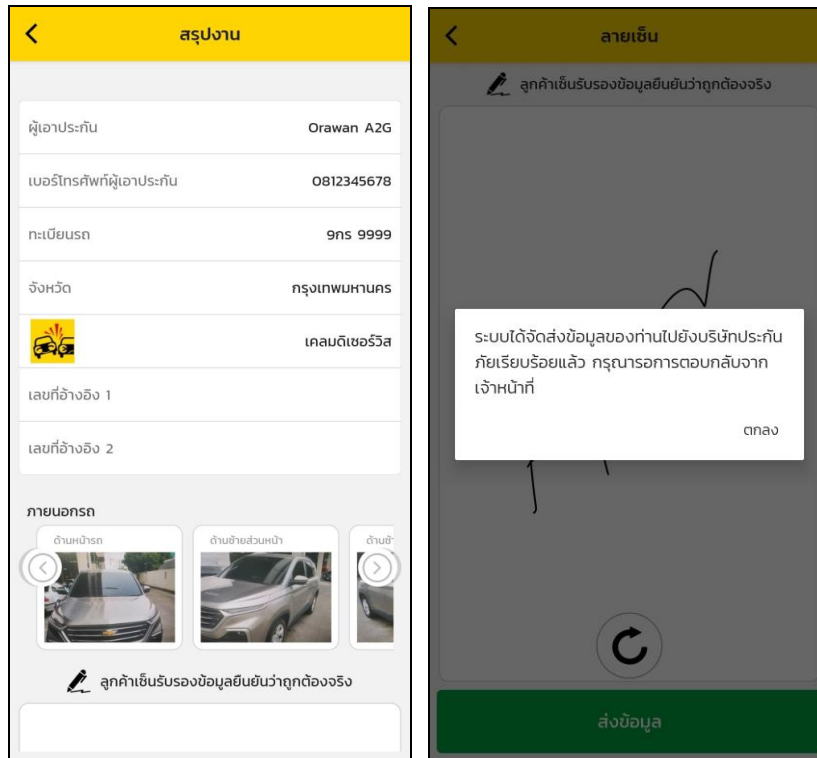 สรุปงาน
ผู้เอาประกัน Orawan A2G
เบอร์โทรศัพท์ผู้เอาประกัน 0812345678
ทะเบียนรถ 9กร 9999
จังหวัด กรุงเทพมหานคร
เคลมดิเซอร์วิส
เลขที่อ้างอิง 1
เลขที่อ้างอิง 2
ภายนอกรถ
ด้านหน้ารถ ด้านซ้ายส่วนหน้า
ลูกค้าเซ็นรับรองข้อมูลยืนยันว่าถูกต้องจริง
ลายเซ็น
ลูกค้าเซ็นรับรองข้อมูลยืนยันว่าถูกต้องจริง
ระบบได้จัดส่งข้อมูลของท่านไปยังบริษัทประกัน
ภัยเรียบร้อยแล้ว กรุณารอการตอบกลับจาก
เจ้าหน้าที่
ตกลง
ส่งข้อมูล